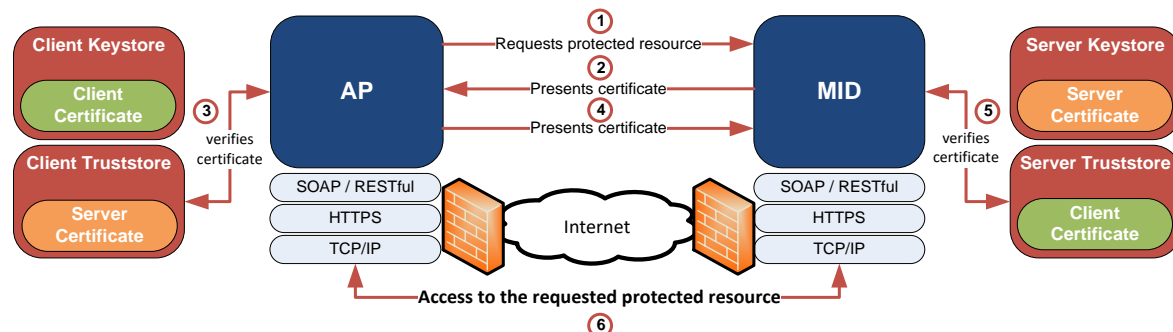 Client Keystore
Client
Certificate
Client Truststore
Server
Certificate
3
verifies
certificate
AP
1
Requests protected resource
2
Presents certificate
4
Presents certificate
MID
5
verifies
certificate
Server Keystore
Server
Certificate
Server Truststore
Client
Certificate
SOAP / RESTful
HTTPS
TCP/IP
Internet
SOAP / RESTful
HTTPS
TCP/IP
Access to the requested protected resource
6